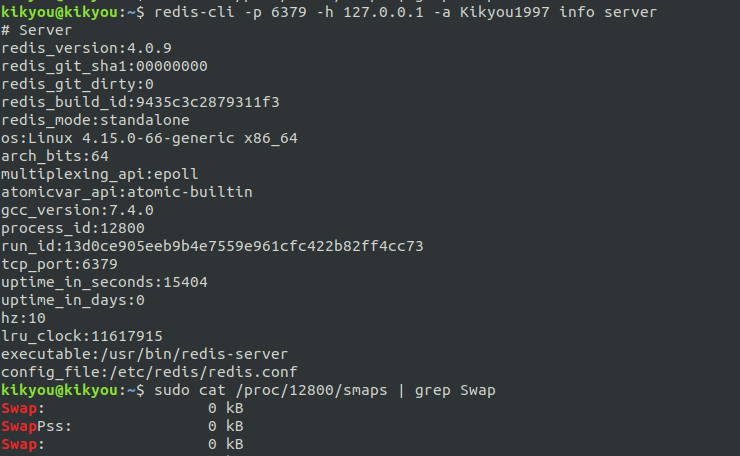 kikyou@kikyou:~$ redis-cli -p 6379 -h 127.0.0.1 -a Kikyou1997 info server
# Server
redis_version:4.0.9
redis_git_sha1:00000000
redis_git_dirty:0
redis_build_id:9435c3c2879311f3
redis_mode:standalone
os:Linux 4.15.0-66-generic x86_64
arch_bits:64
multiplexing_api:epoll
atomicvar_api:atomic-builtin
gcc_version:7.4.0
process_id:12800
run_id:13d0ce905eeb9b4e7559e961cfc422b82ff4cc73
tcp_port:6379
uptime_in_seconds:15404
uptime_in_days:0
hz:10
lru_clock:11617915
executable:/usr/bin/redis-server
config_file:/etc/redis/redis.conf
kikyou@kikyou:~$ sudo cat /proc/12800/smaps | grep Swap
Swap: 0 kB
SwapPss: 0 kB
Swap: 0 kB